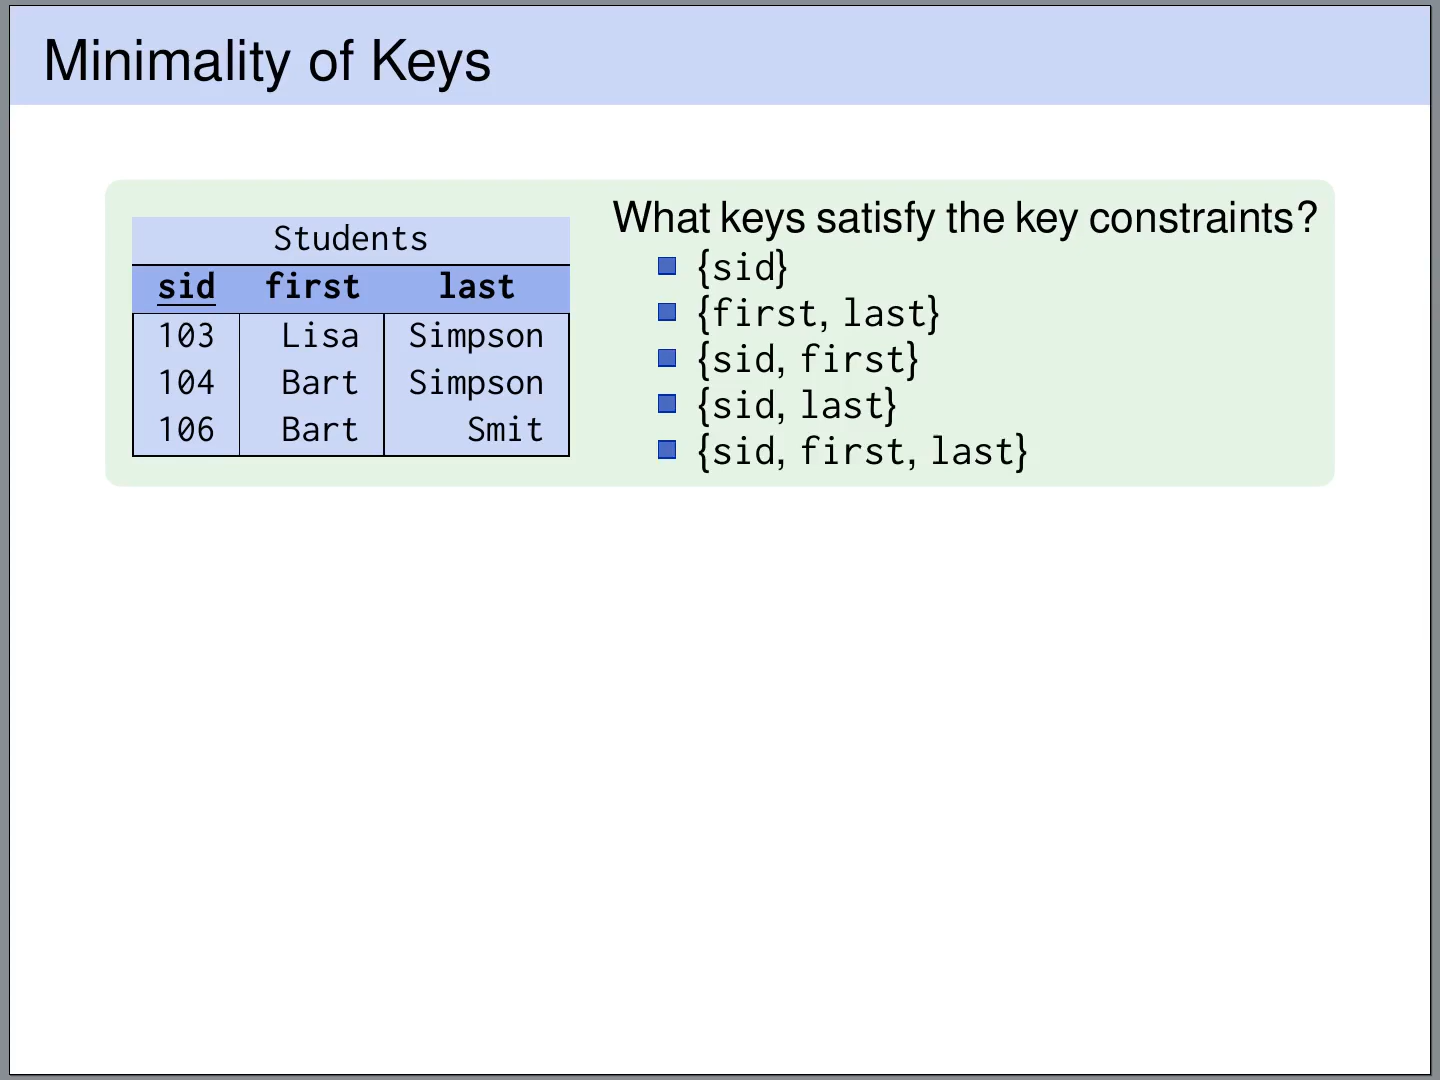 Minimality of Keys
Students
sid first last
103 Lisa Simpson
104 Bart Simpson
106 Bart Smit
What keys satisfy the key constraints?
{sid}
{first, last}
{sid, first}
{sid, last}
{sid, first, last}